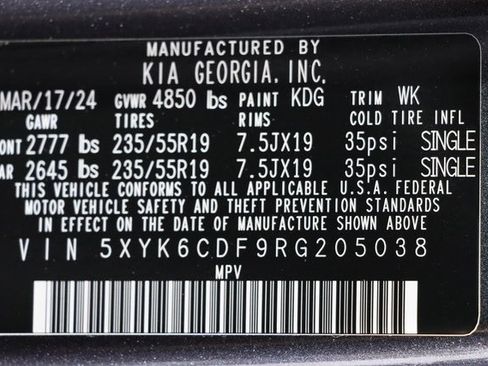 MANUFACTURED BY
KIA GEORGIA, INC.
MAR/17/24 GVWR 4850 lbs PAINT KDG TRIM WK
GAWR TIRES RIMS COLD TIRE INFL
ONT 2777 lbs 235/55R19 7.5JX19 35psi SINGLE
AR 2645 lbs 235/55R19 7.5JX19 35psi SINGLE
THIS VEHICLE CONFORMS TO ALL APPLICABLE U.S.A. FEDERAL
MOTOR VEHICLE SAFETY AND THEFT PREVENTION STANDARDS
IN EFFECT ON THE DATE OF MANUFACTURE SHOWN ABOVE
VIN 5XYK6CDF9RG205038
MPV